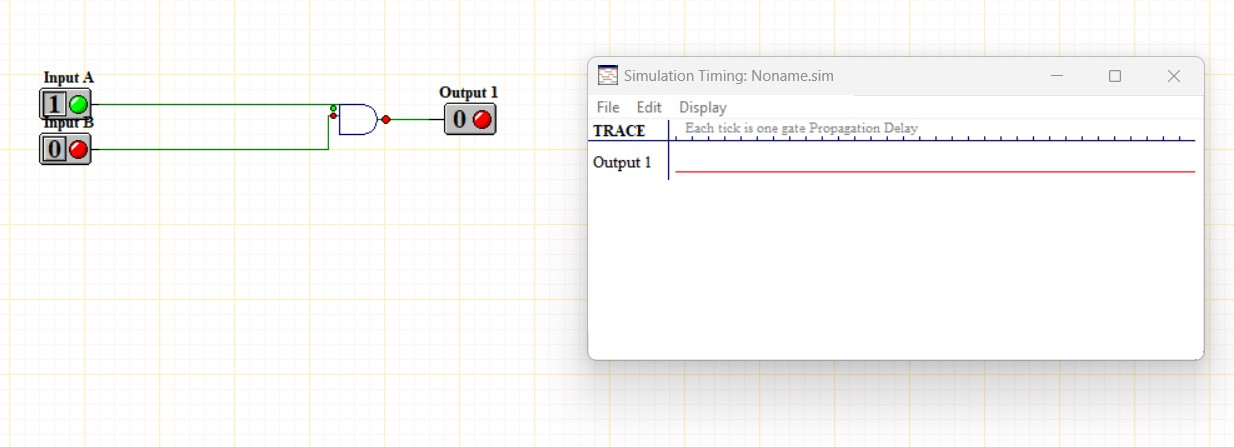 Input A
1
Input B
0
Output 1
0
Simulation Timing: Noname.sim
File Edit Display
TRACE Each tick is one gate Propagation Delay
Output 1